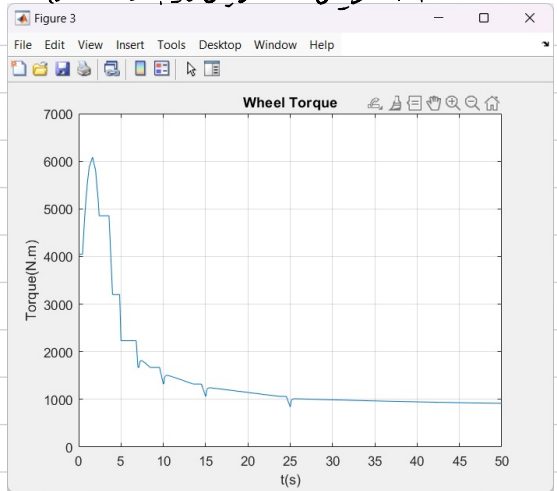 Figure 3
File Edit View Insert Tools Desktop Window Help
Wheel Torque
7000
6000
5000
4000
3000
2000
1000
0
Torque(N.m)
0 5 10 15 20 25 30 35 40 45 50
t(s)